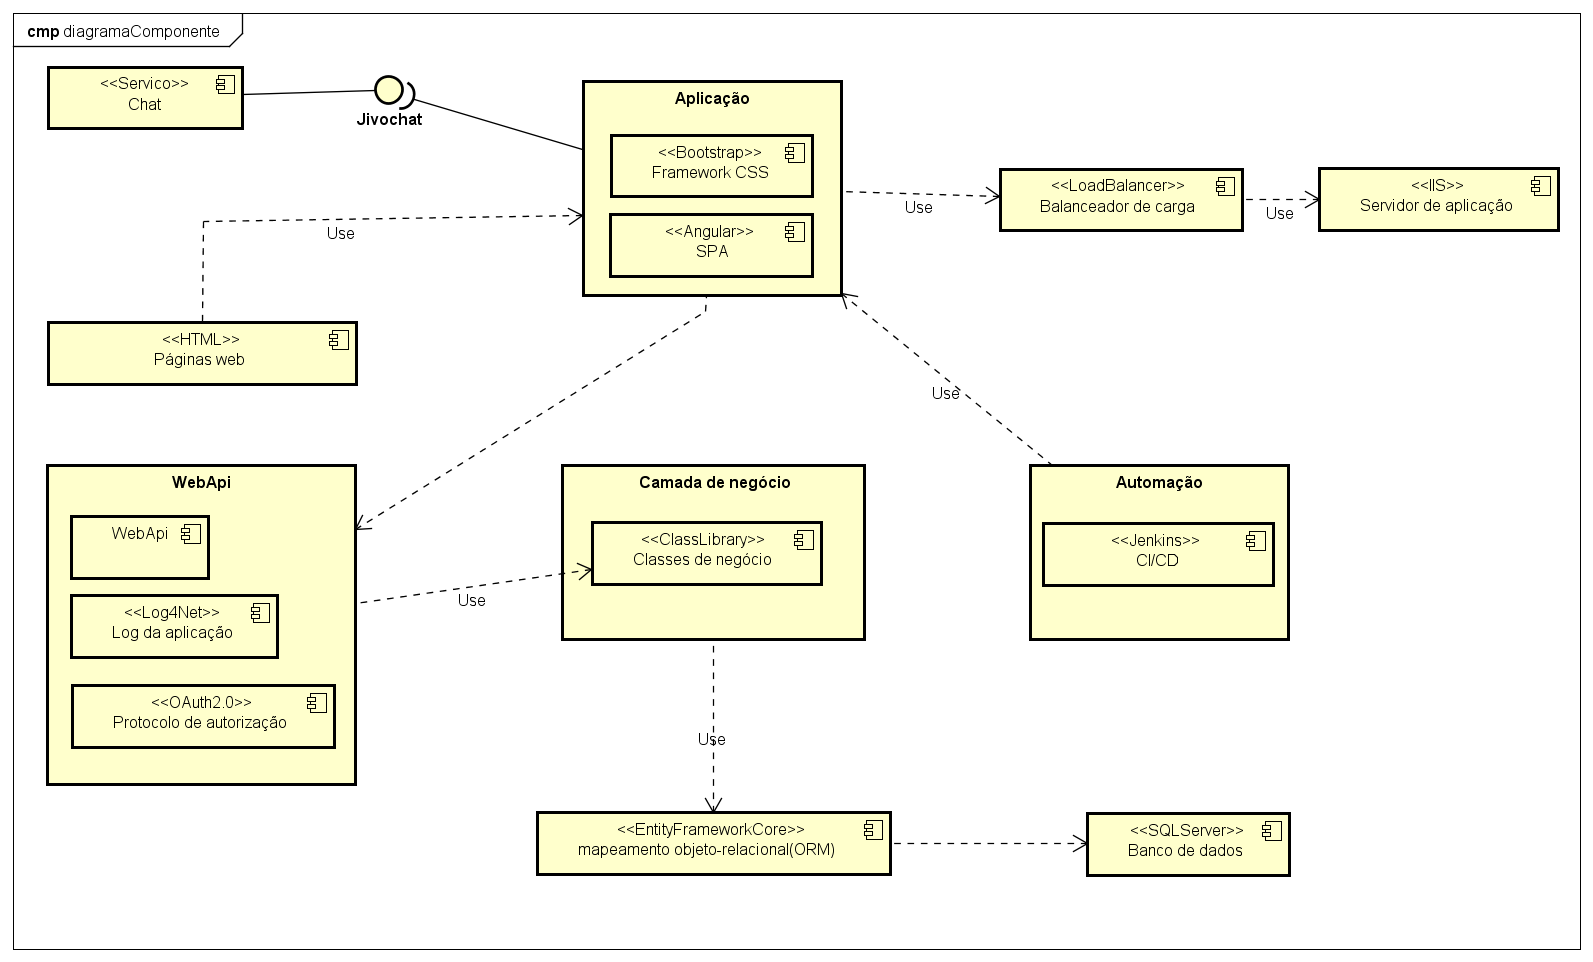 cmp diagramaComponente
<<Servico>>
Chat
Jivochat
Aplicação
<<Bootstrap>>
Framework CSS
<<Angular>>
SPA
Use
<<LoadBalancer>>
Balanceador de carga
Use
<<IIS>>
Servidor de aplicação
Use
<<HTML>>
Páginas web
Use
WebApi
WebApi
<<Log4Net>>
Log da aplicação
<<OAuth2.0>>
Protocolo de autorização
Use
Camada de negócio
<<ClassLibrary>>
Classes de negócio
Automação
<<Jenkins>>
CI/CD
Use
<<EntityFrameworkCore>>
mapeamento objeto-relacional(ORM)
<<SQLServer>>
Banco de dados